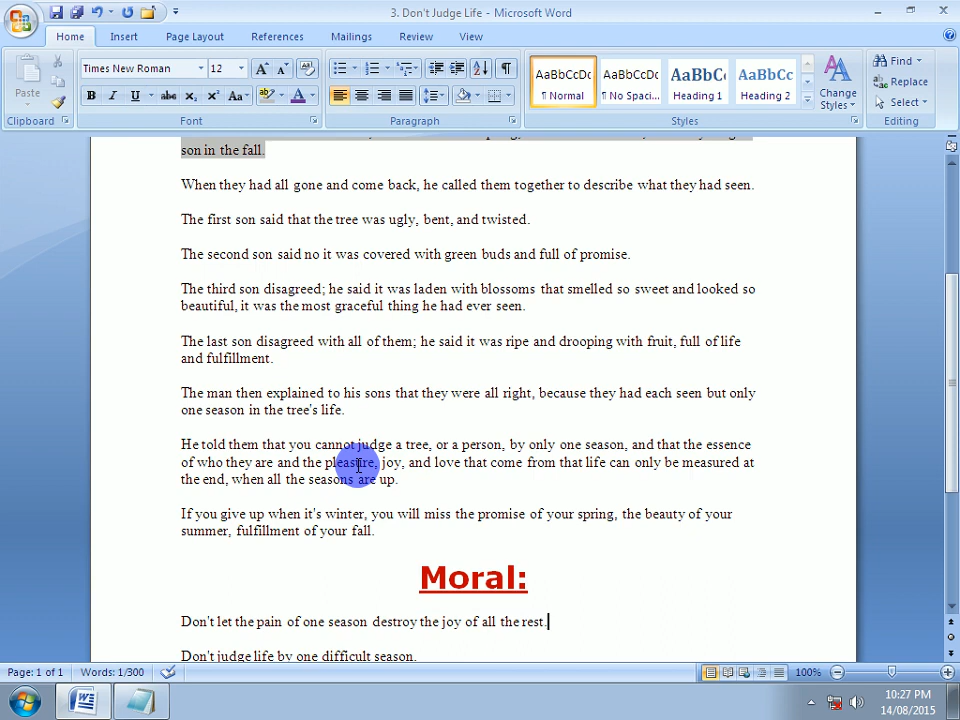 3. Don't Judge Life - Microsoft Word
Home Insert Page Layout References Mailings Review View
Paste
Clipboard
Times New Roman 12
Font
Paragraph
AaBbCcDc AaBbCcDc AaBbC AaBbCc
¶ Normal ¶ No Spaci... Heading 1 Heading 2
Change Styles
Styles
Find
Replace
Select
Editing
son in the fall.
When they had all gone and come back, he called them together to describe what they had seen.
The first son said that the tree was ugly, bent, and twisted.
The second son said no it was covered with green buds and full of promise.
The third son disagreed; he said it was laden with blossoms that smelled so sweet and looked so
beautiful, it was the most graceful thing he had ever seen.
The last son disagreed with all of them; he said it was ripe and drooping with fruit, full of life
and fulfillment.
The man then explained to his sons that they were all right, because they had each seen but only
one season in the tree's life.
He told them that you cannot judge a tree, or a person, by only one season, and that the essence
of who they are and the pleasure, joy, and love that come from that life can only be measured at
the end, when all the seasons are up.
If you give up when it's winter, you will miss the promise of your spring, the beauty of your
summer, fulfillment of your fall.
Moral:
Don't let the pain of one season destroy the joy of all the rest.
Don't judge life by one difficult season.
Page: 1 of 1 Words: 1/300 100%
10:27 PM
14/08/2015